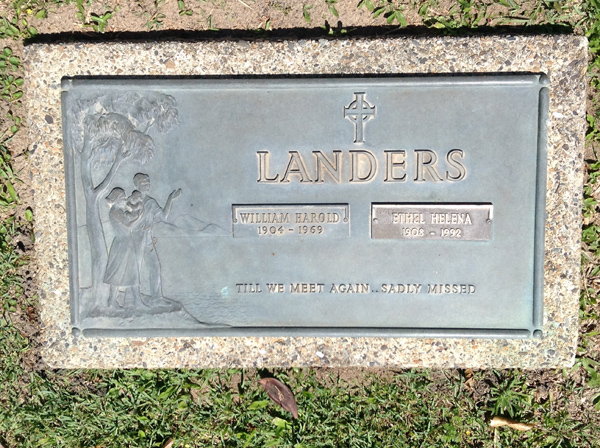 LANDERS
WILLIAM HAROLD
1904 - 1969
ETHEL HELENA
1908 - 1992
TILL WE MEET AGAIN..SADLY MISSED